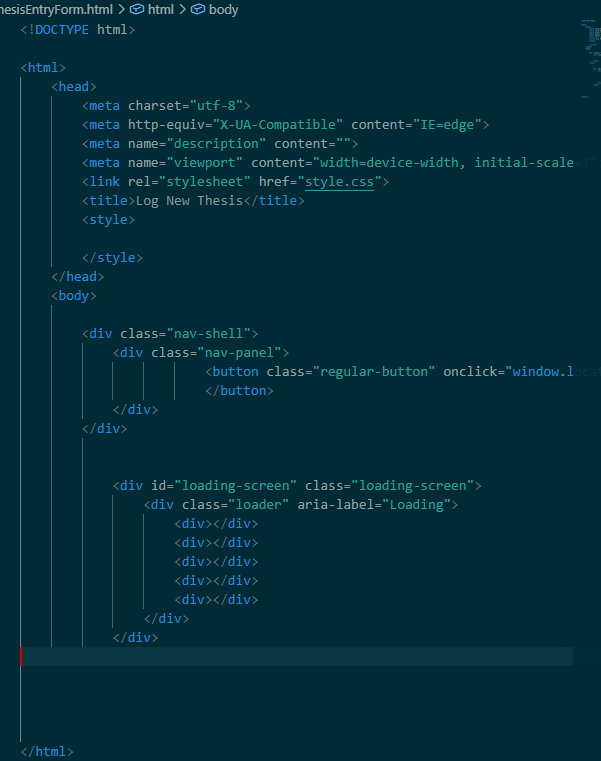 nesisEntryForm.html > html > body
<!DOCTYPE html>
<html>
<head>
<meta charset="utf-8">
<meta http-equiv="X-UA-Compatible" content="IE=edge">
<meta name="description" content="">
<meta name="viewport" content="width=device-width, initial-scale=1"
<link rel="stylesheet" href="style.css">
<title>Log New Thesis</title>
<style>
</style>
</head>
<body>
<div class="nav-shell">
<div class="nav-panel">
<button class="regular-button" onclick="window.locat
</button>
</div>
</div>
<div id="loading-screen" class="loading-screen">
<div class="loader" aria-label="Loading">
<div></div>
<div></div>
<div></div>
<div></div>
<div></div>
</div>
</div>
</html>